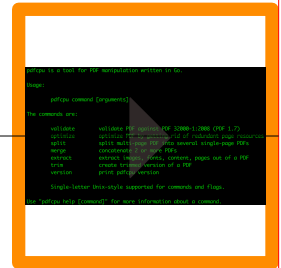 pdfcpu is a tool for PDF manipulation written in Go.
Usage:
pdfcpu command [arguments]
The commands are:
validate validate PDF against PDF 32000-1:2008 (PDF 1.7)
optimize optimize PDF by getting rid of redundant page resources
split split multi-page PDF into several single-page PDFs
merge concatenate 2 or more PDFs
extract extract images, fonts, content, pages out of a PDF
trim create trimmed version of a PDF
version print pdfcpu version
Single-letter Unix-style supported for commands and flags.
Use "pdfcpu help [command]" for more information about a command.